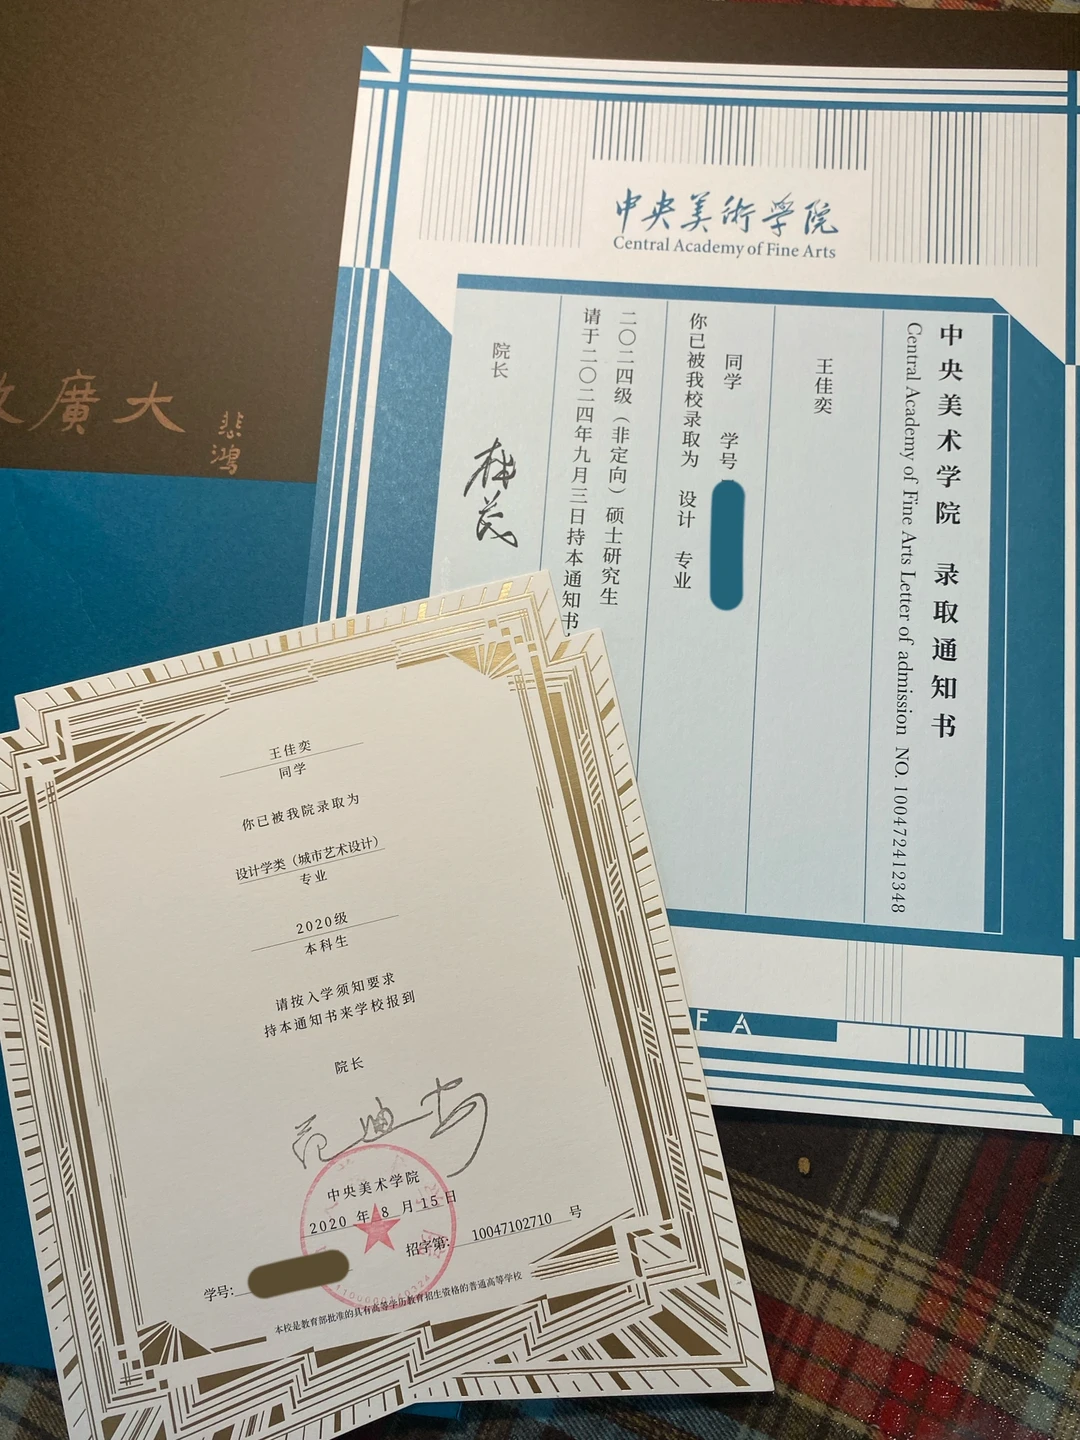 中央美術學院
Central Academy of Fine Arts
中央美术学院 录取通知书
Central Academy of Fine Arts Letter of admission NO. 100472412348
王佳奕
同学 学号
你已被我校录取为 设计 专业
二〇二四级（非定向）硕士研究生
请于二〇二四年九月三日持本通知书
院长
FA
廣大
悲鸿
王佳奕
同学
你已被我院录取为
设计学类（城市艺术设计）
专业
2020级
本科生
请按入学须知要求
持本通知书来学校报到
院长
范迪安
中央美术学院
2020 年 8 月 15 日
招字第: 10047102710 号
学号:
本校是教育部批准的具有高等学历教育招生资格的普通高等学校